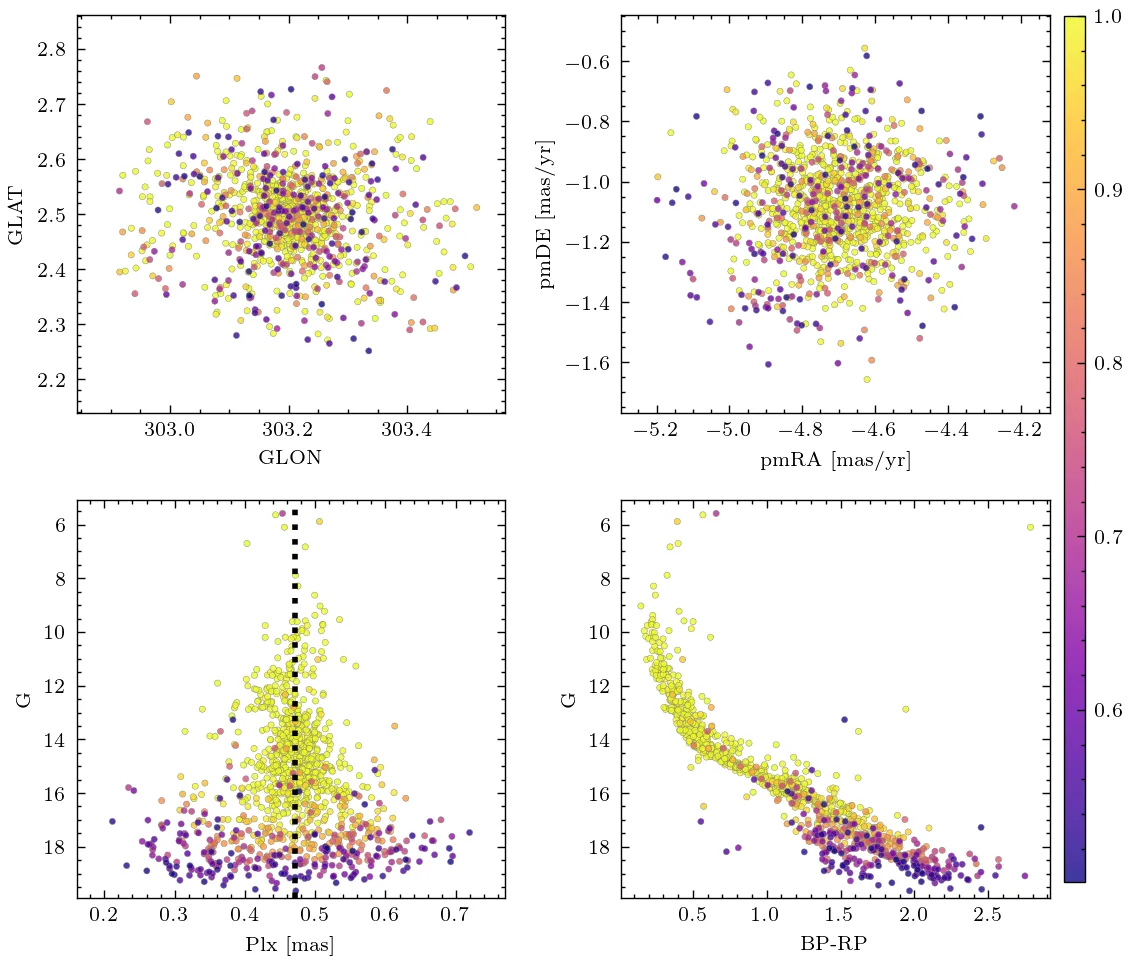 2.8
2.7
2.6
2.5
2.4
2.3
2.2
GLAT
303.0 303.2 303.4
GLON
−0.6
−0.8
−1.0
−1.2
−1.4
−1.6
pmDE [mas/yr]
−5.2 −5.0 −4.8 −4.6 −4.4 −4.2
pmRA [mas/yr]
6
8
10
12
14
16
18
G
0.2 0.3 0.4 0.5 0.6 0.7
Plx [mas]
6
8
10
12
14
16
18
G
0.5 1.0 1.5 2.0 2.5
BP-RP
1.0
0.9
0.8
0.7
0.6